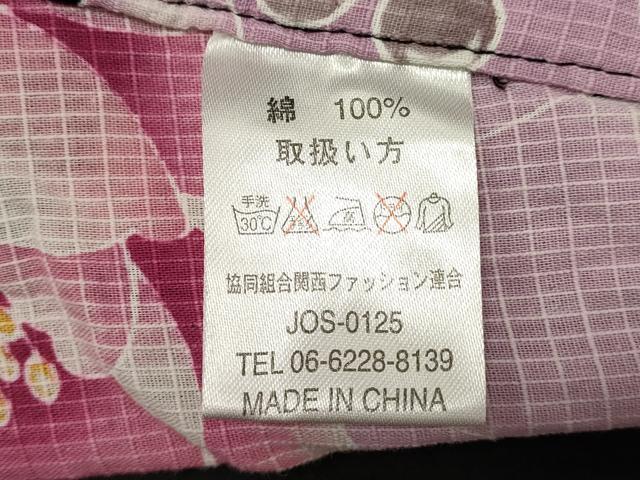 綿 100%
取扱い方
手洗
30℃
協同組合関西ファッション連合
JOS-0125
TEL 06-6228-8139
MADE IN CHINA